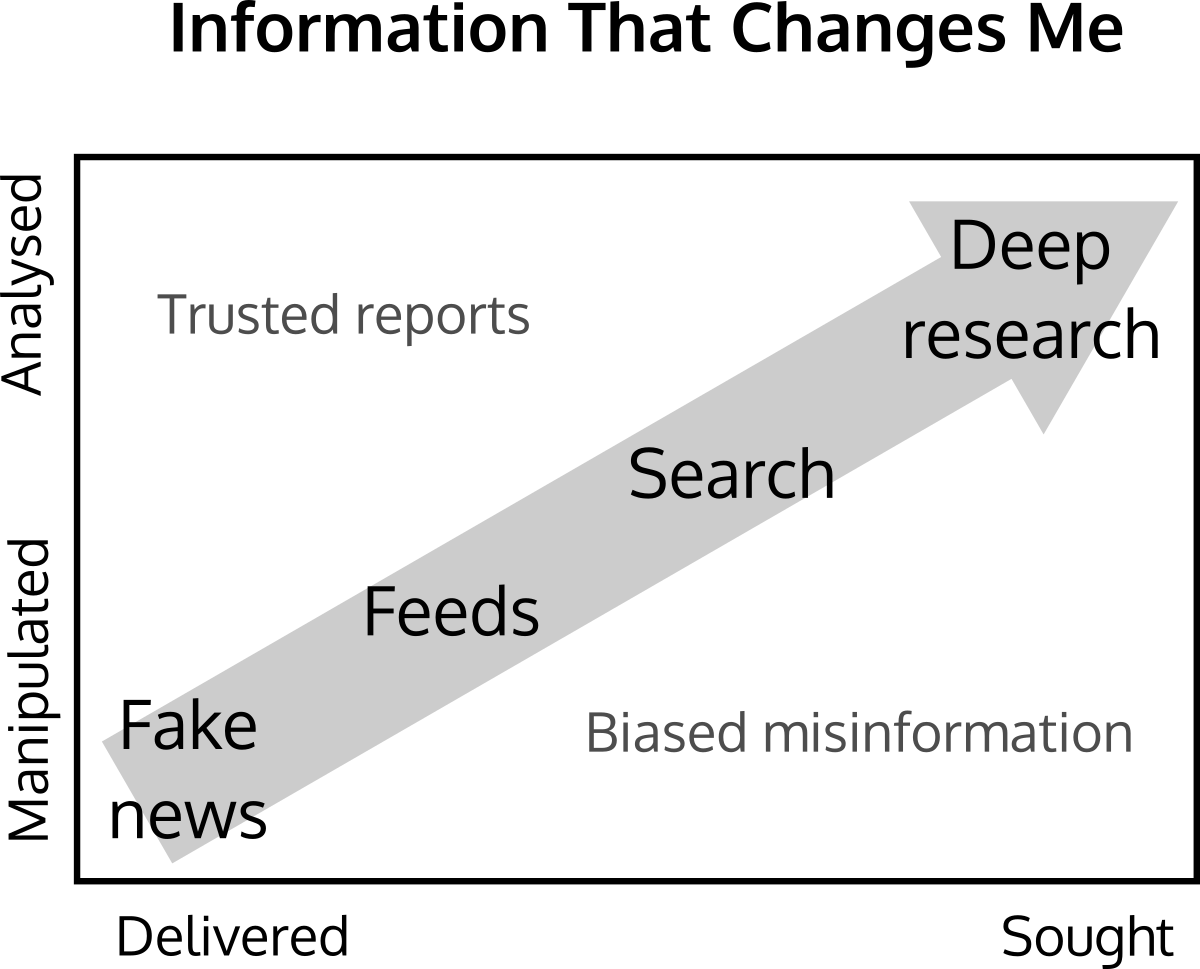 Information That Changes Me
Analysed
Manipulated
Trusted reports
Deep
research
Search
Feeds
Fake
news
Biased misinformation
Delivered
Sought